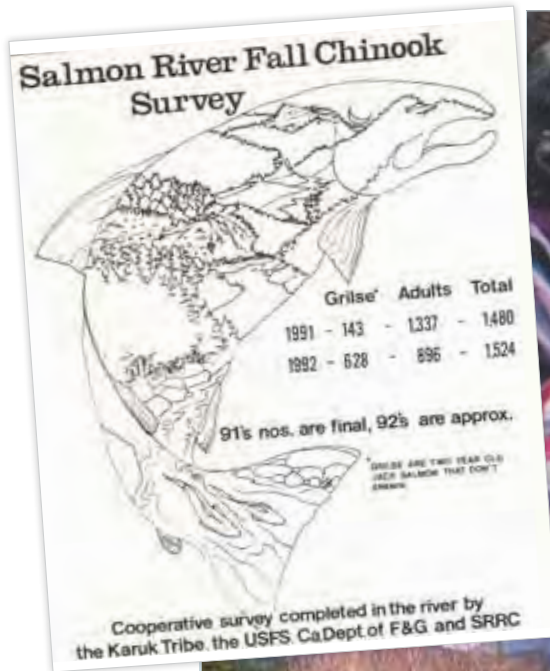 Salmon River Fall Chinook
Survey
Grilse* Adults Total
1991 - 143 - 1,337 - 1,480
1992 - 628 - 896 - 1,524
91's nos. are final, 92's are approx.
* GRILSE ARE TWO YEAR OLD
JACK SALMON THAT DON'T
Cooperative survey completed in the river by
the Karuk Tribe, the USFS, Ca.Dept. of F&G and SRRC